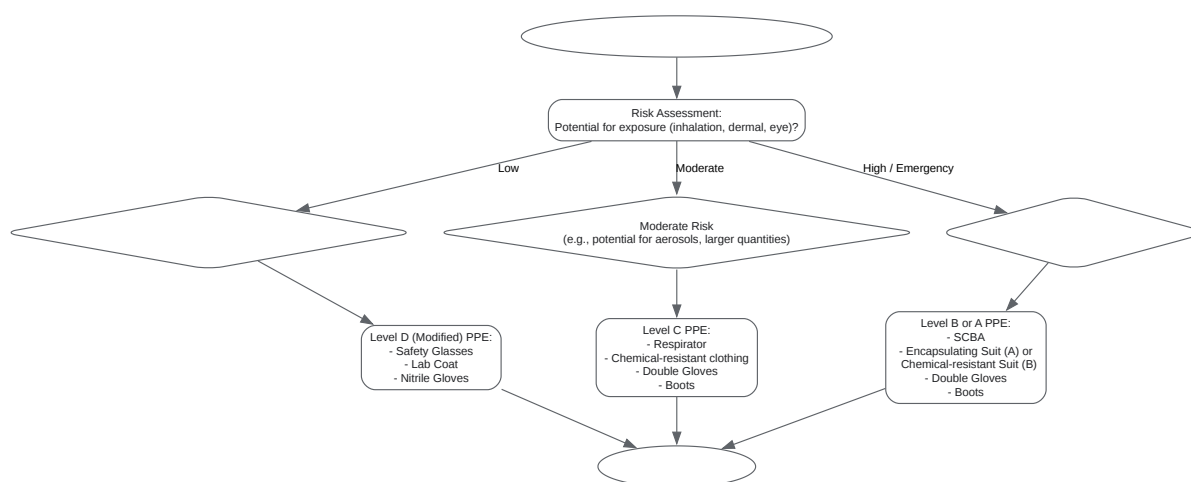 Risk Assessment:
Potential for exposure (inhalation, dermal, eye)?
Low
Moderate
High / Emergency
Moderate Risk
(e.g., potential for aerosols, larger quantities)
Level D (Modified) PPE:
- Safety Glasses
- Lab Coat
- Nitrile Gloves
Level C PPE:
- Respirator
- Chemical-resistant clothing
- Double Gloves
- Boots
Level B or A PPE:
- SCBA
- Encapsulating Suit (A) or
Chemical-resistant Suit (B)
- Double Gloves
- Boots